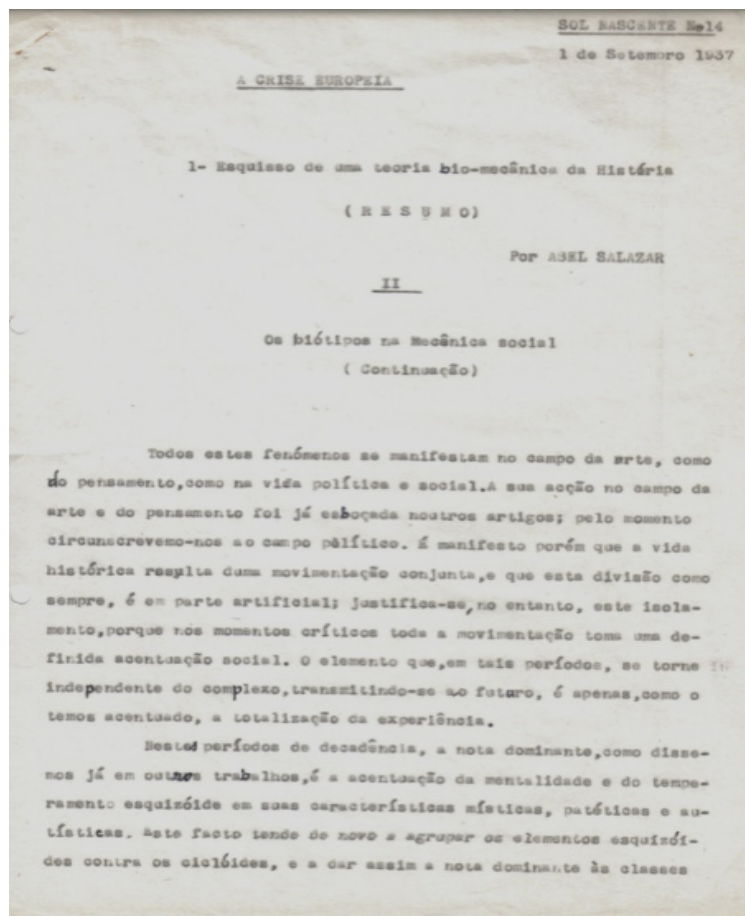 SOL NASCENTE Nº14
1 de Setembro 1937
A CRISE EUROPEIA
1- Esquisso de uma teoria bio-mecânica da Histária
( R E S U M O)
Por ABEL SALAZAR
II
Os biótipos na Mecânica social
( Continuação)
Todos estes fenómenos se manifestam no campo da arte, como
do pensamento,como na vida política e social.A sua acção no campo da
arte e do pensamento foi já esboçada noutros artigos; pelo momento
circunscrevemo-nos ao campo político. É manifesto porém que a vida
histórica resulta duma movimentação conjunta,e que esta divisão como
sempre, é em parte artificial; justifica-se,no entanto, este isola-
mento,porque nos momentos críticos toda a movimentação toma uma de-
finida acentuação social. O elemento que,em tais períodos, se torne
independente do complexo,transmitindo-se ao futuro, é apenas,como o
temos acentuado, a totalização da experiência.
Nestes períodos de decadência, a nota dominante,como disse-
mos já em outros trabalhos,é a acentuação da mentalidade e do tempe-
ramento esquizóide em suas características místicas, patéticas e au-
tísticas. Este facto tende de novo a agrupar os elementos esquizói-
des contra os ciclóides, e a dar assim a nota dominante às classes